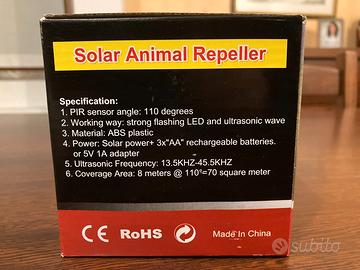 Solar Animal Repeller
Specification:
1. PIR sensor angle: 110 degrees
2. Working way: strong flashing LED and ultrasonic wave
3. Material: ABS plastic
4. Power: Solar power+ 3x"AA" rechargeable batteries.
or 5V 1A adapter
5. Ultrasonic Frequency: 13.5KHZ-45.5KHZ
6. Coverage Area: 8 meters @ 110°=70 square meter
CE RoHS Made In China
subito